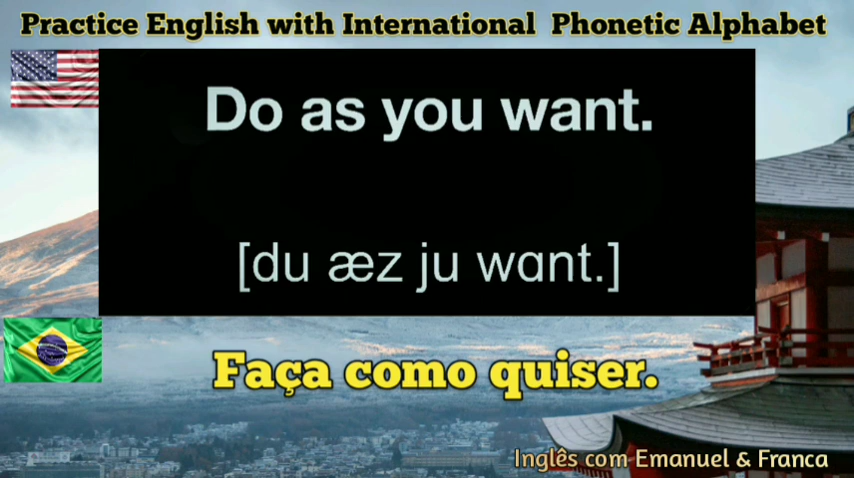 Practice English with International Phonetic Alphabet
Do as you want.
[du æz ju wɑnt.]
Faça como quiser.
Inglês com Emanuel & Franca